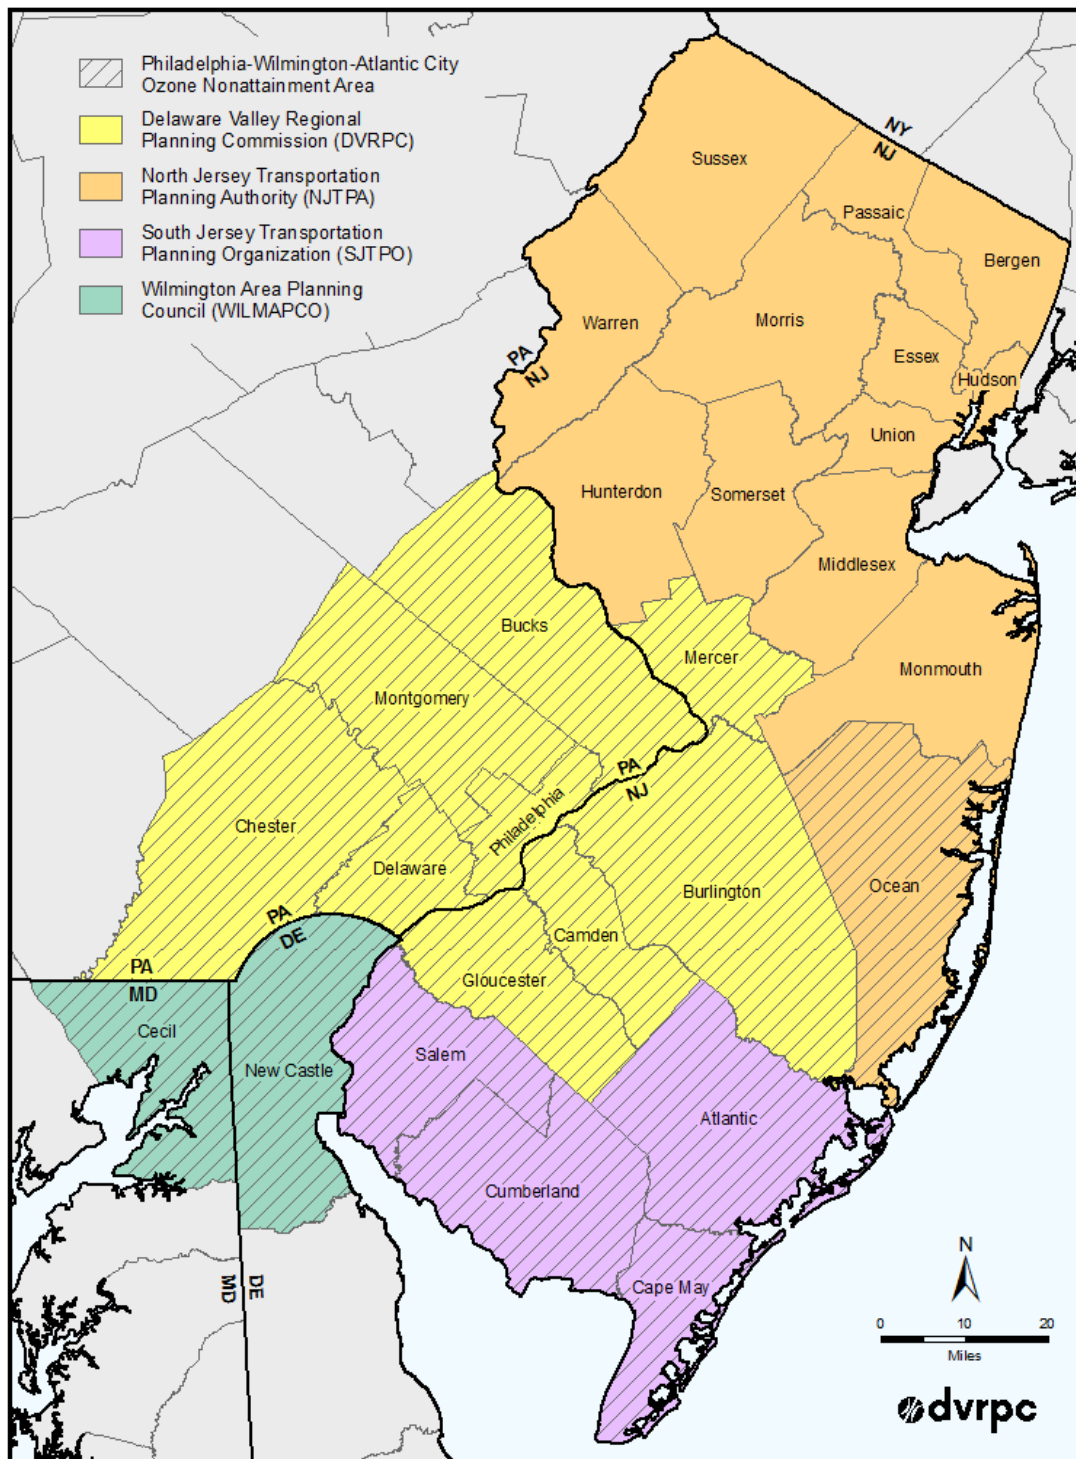 Philadelphia-Wilmington-Atlantic City
Ozone Nonattainment Area
Delaware Valley Regional
Planning Commission (DVRPC)
North Jersey Transportation
Planning Authority (NJTPA)
South Jersey Transportation
Planning Organization (SJTPO)
Wilmington Area Planning
Council (WILMAPCO)
NY
NJ
Sussex
Passaic
Bergen
Warren
Morris
Essex
PA
NJ
Hudson
Union
Hunterdon
Somerset
Middlesex
Bucks
Mercer
Monmouth
Montgomery
PA
NJ
Philadelphia
Chester
Delaware
Burlington
Ocean
PA
DE
Camden
Gloucester
PA
MD
Cecil
New Castle
Salem
Atlantic
Cumberland
Cape May
MD
DE
N
0 10 20
Miles
dvrpc